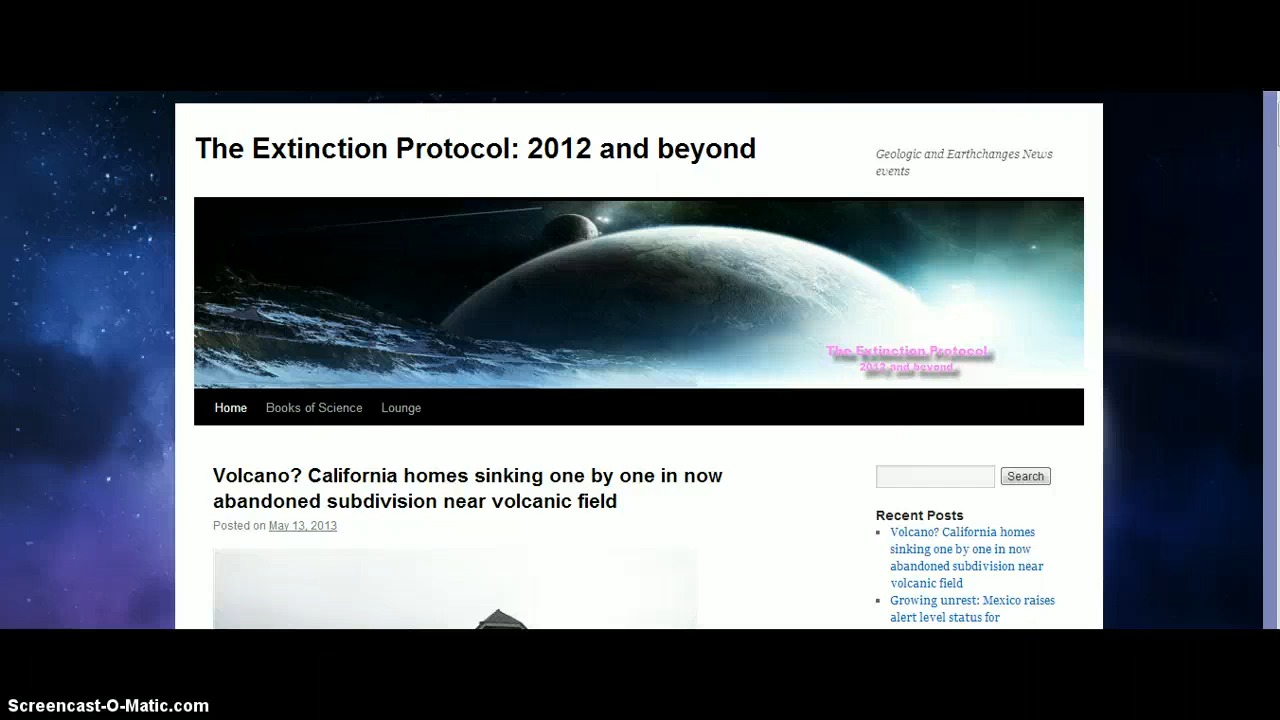 The Extinction Protocol: 2012 and beyond
Geologic and Earthchanges News
events
The Extinction Protocol
2012 and beyond
Home Books of Science Lounge
Volcano? California homes sinking one by one in now
abandoned subdivision near volcanic field
Posted on May 13, 2013
Search
Recent Posts
Volcano? California homes
sinking one by one in now
abandoned subdivision near
volcanic field
Growing unrest: Mexico raises
alert level status for
Screencast-O-Matic.com